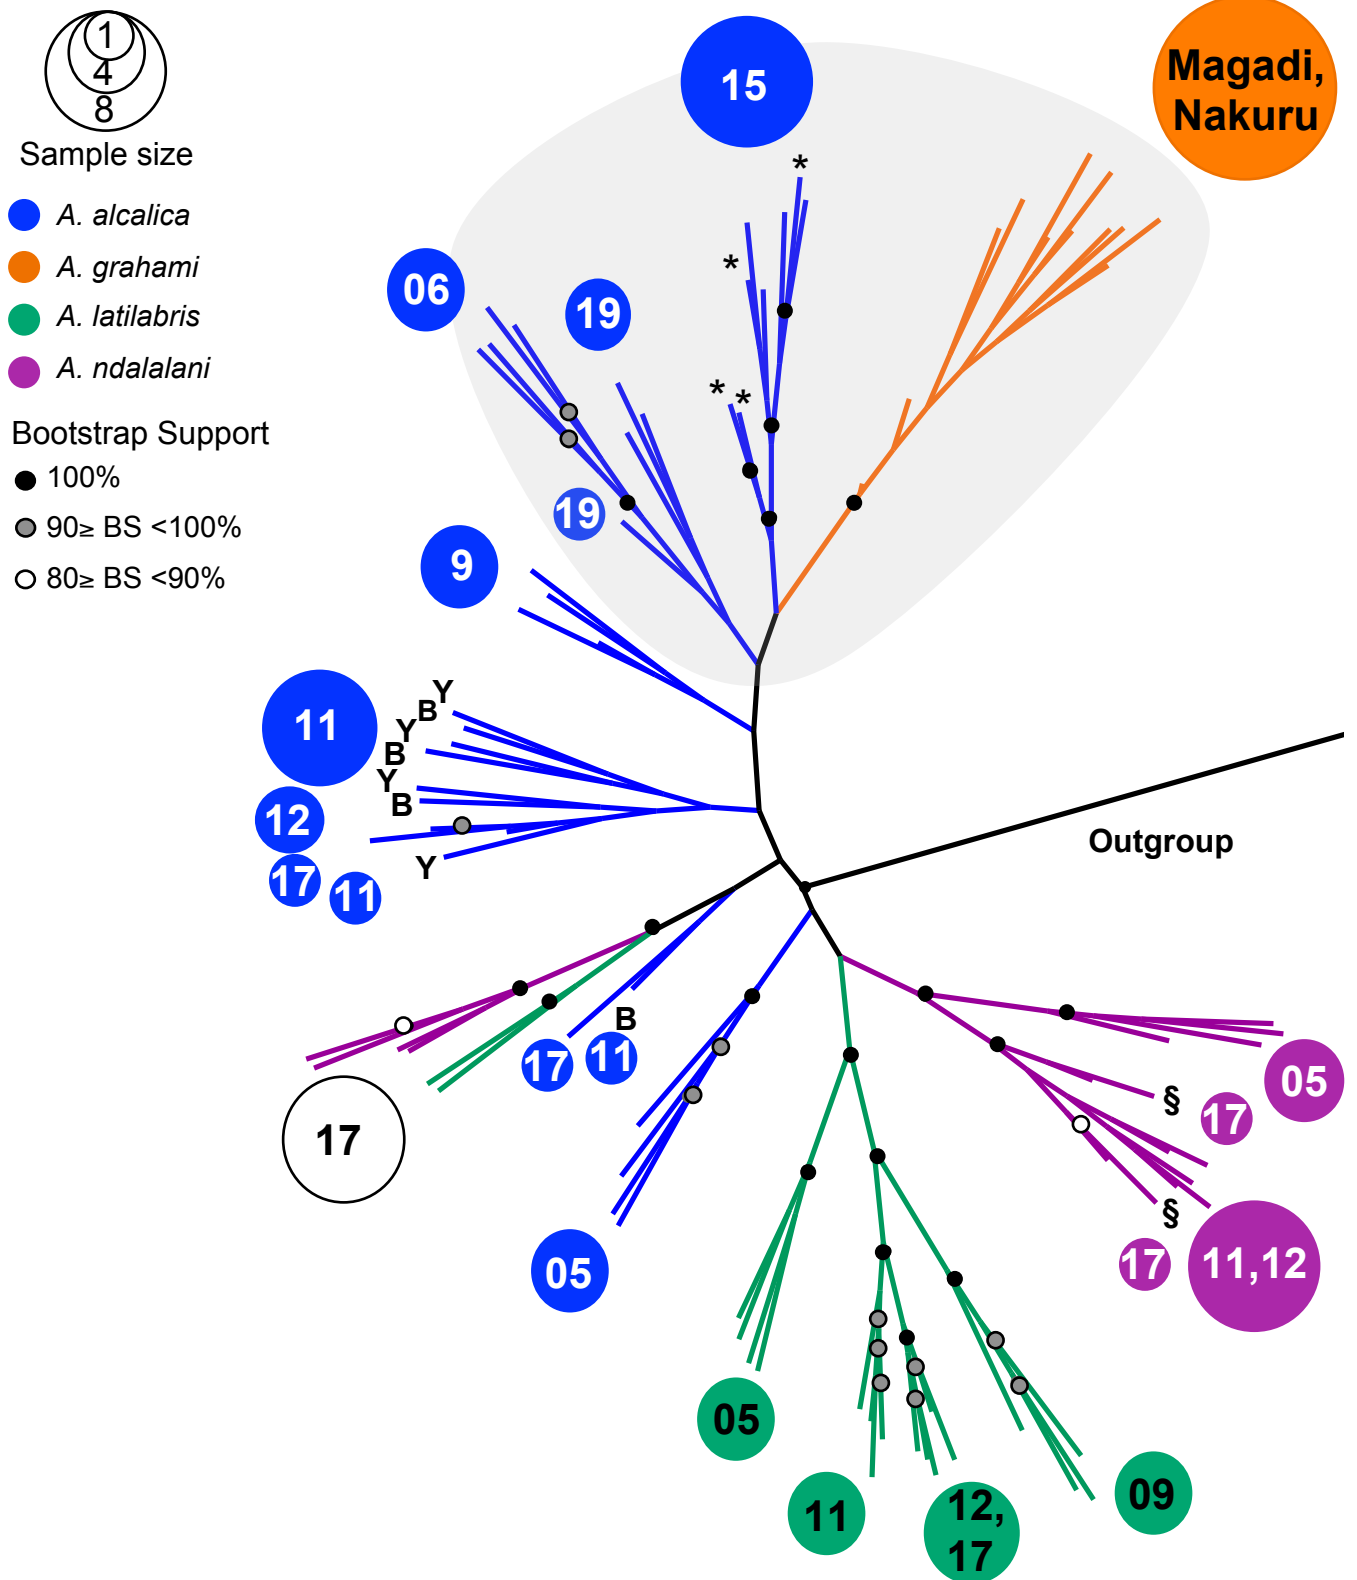 1
4
8
Sample size
A. alcalica
A. grahami
A. latilabris
A. ndalalani
Bootstrap Support
100%
90≥ BS <100%
80≥ BS <90%
15
Magadi,
Nakuru
*
*
*
*
06
19
19
9
11
Y
B
Y
B
Y
B
12
17
11
Y
Outgroup
17
B
17
11
05
05
§
17
§
17
11,12
05
11
12,
17
09